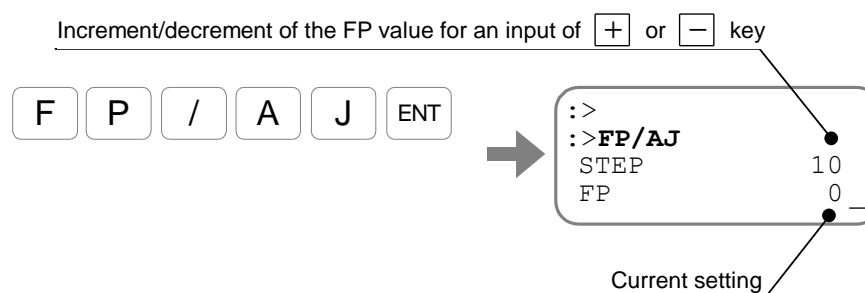 Increment/decrement of the FP value for an input of + or − key
F P / A J ENT
:>
:>FP/AJ
STEP 10
FP 0_
Current setting